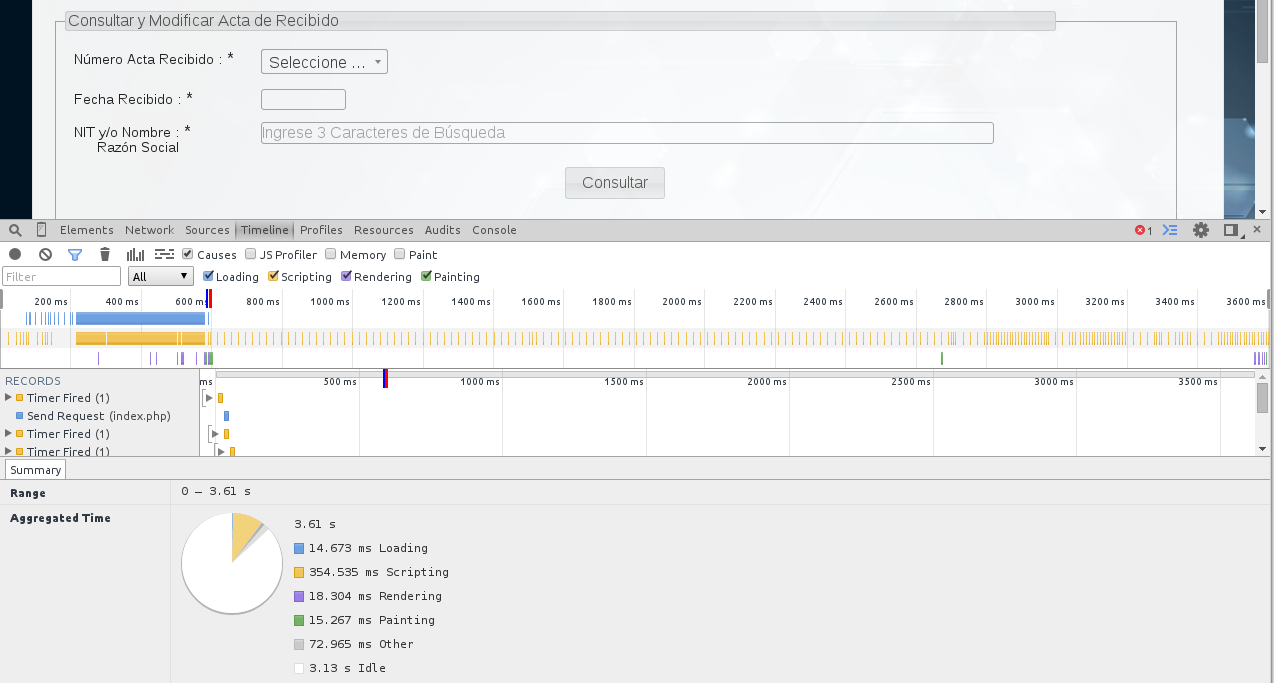 Consultar y Modificar Acta de Recibido
Número Acta Recibido : * Seleccione ...
Fecha Recibido : *
NIT y/o Nombre : * Ingrese 3 Caracteres de Búsqueda
Razón Social
Consultar
Elements Network Sources Timeline Profiles Resources Audits Console 1
Causes JS Profiler Memory Paint
Filter All Loading Scripting Rendering Painting
200 ms 400 ms 600 ms 800 ms 1000 ms 1200 ms 1400 ms 1600 ms 1800 ms 2000 ms 2200 ms 2400 ms 2600 ms 2800 ms 3000 ms 3200 ms 3400 ms 3600 ms
RECORDS ms 500 ms 1000 ms 1500 ms 2000 ms 2500 ms 3000 ms 3500 ms
Timer Fired (1)
Send Request (index.php)
Timer Fired (1)
Timer Fired (1)
Summary
Range 0 – 3.61 s
Aggregated Time
3.61 s
14.673 ms Loading
354.535 ms Scripting
18.304 ms Rendering
15.267 ms Painting
72.965 ms Other
3.13 s Idle